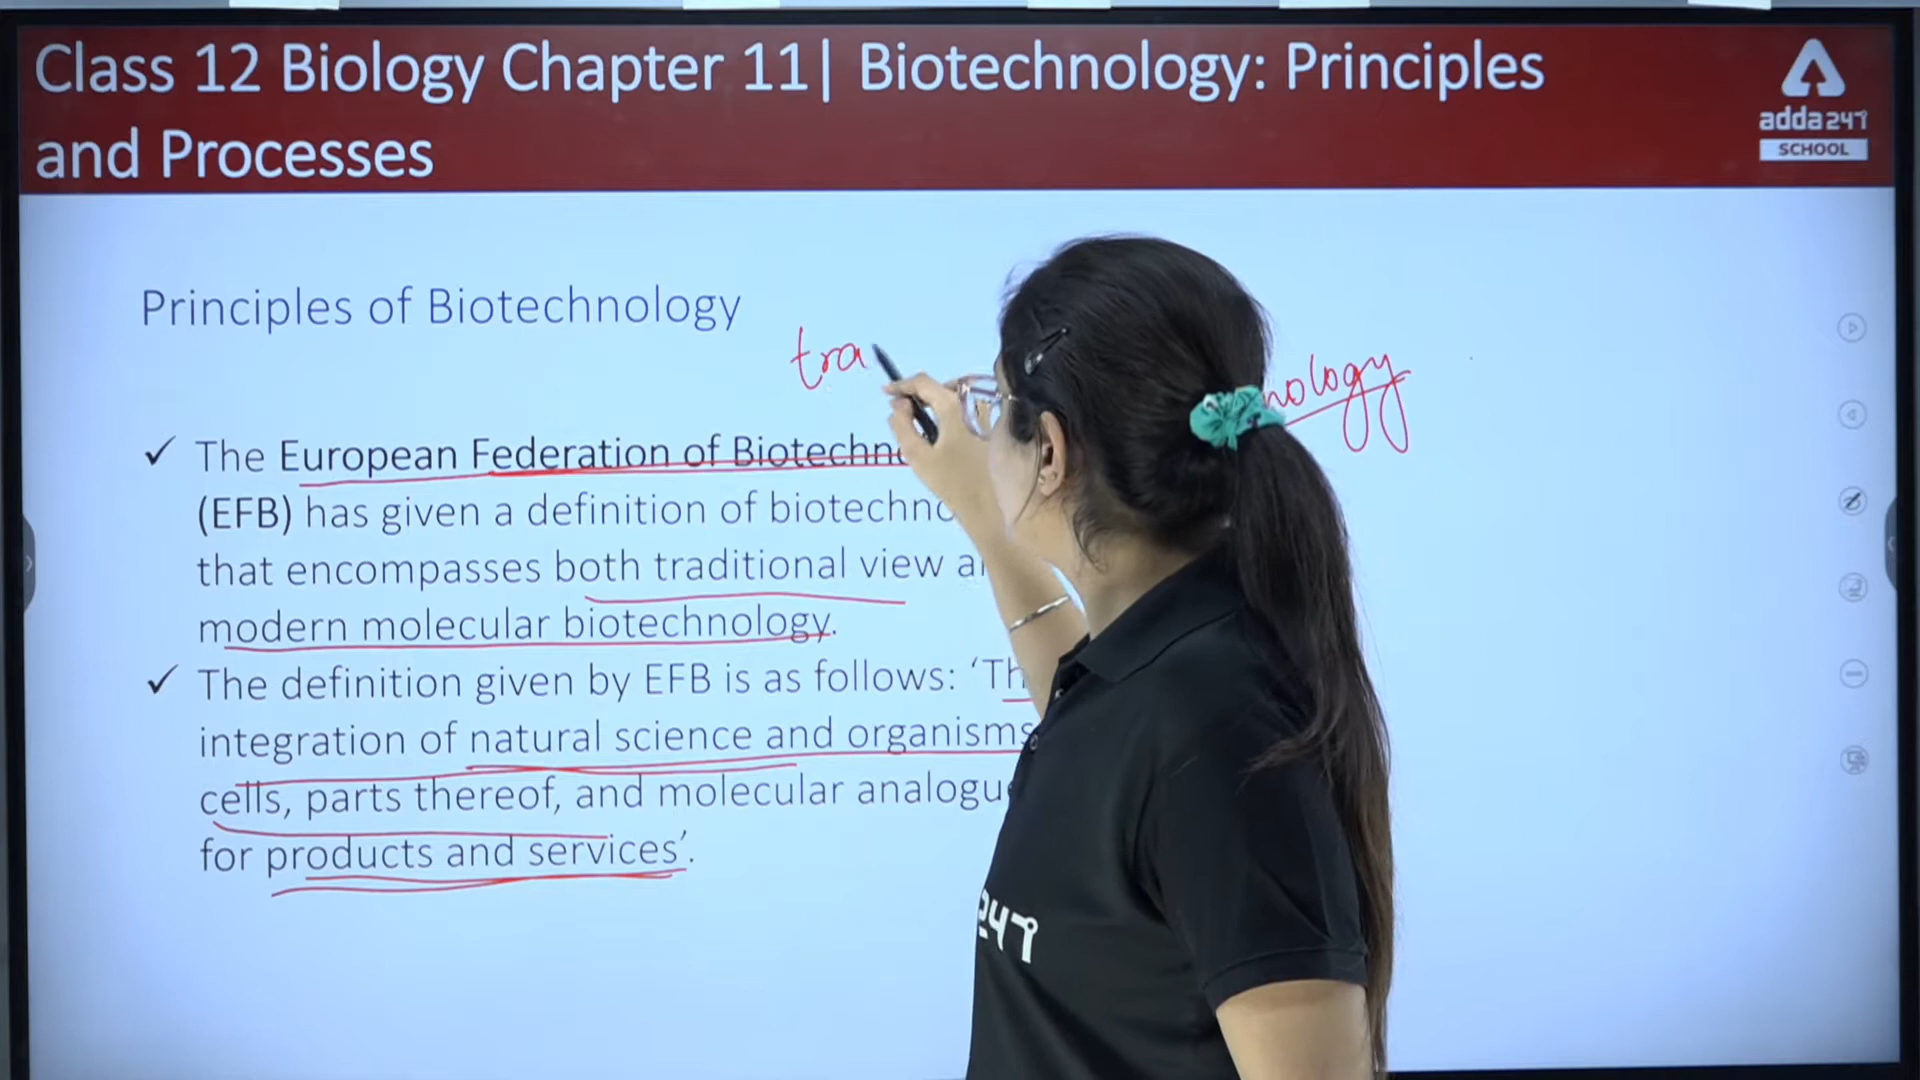 Class 12 Biology Chapter 11| Biotechnology: Principles
and Processes
adda247
SCHOOL
Principles of Biotechnology
tra
nology
✓ The European Federation of Biotechn
(EFB) has given a definition of biotechno
that encompasses both traditional view a
modern molecular biotechnology.
✓ The definition given by EFB is as follows: ‘Th
integration of natural science and organisms
cells, parts thereof, and molecular analogu
for products and services’.
247